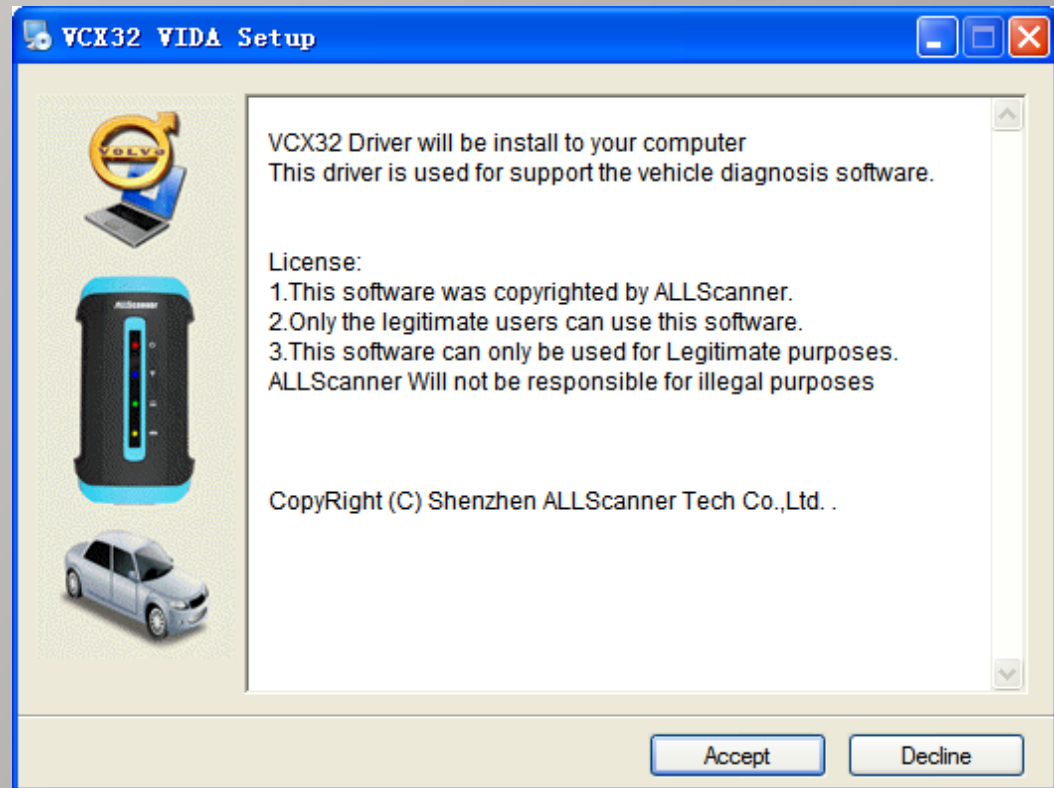 VCX32 VIDA Setup
VOLVO
VCX32 Driver will be install to your computer
This driver is used for support the vehicle diagnosis software.
License:
1.This software was copyrighted by ALLScanner.
2.Only the legitimate users can use this software.
3.This software can only be used for Legitimate purposes.
ALLScanner Will not be responsible for illegal purposes
ALLScanner
CopyRight (C) Shenzhen ALLScanner Tech Co.,Ltd. .
Accept
Decline